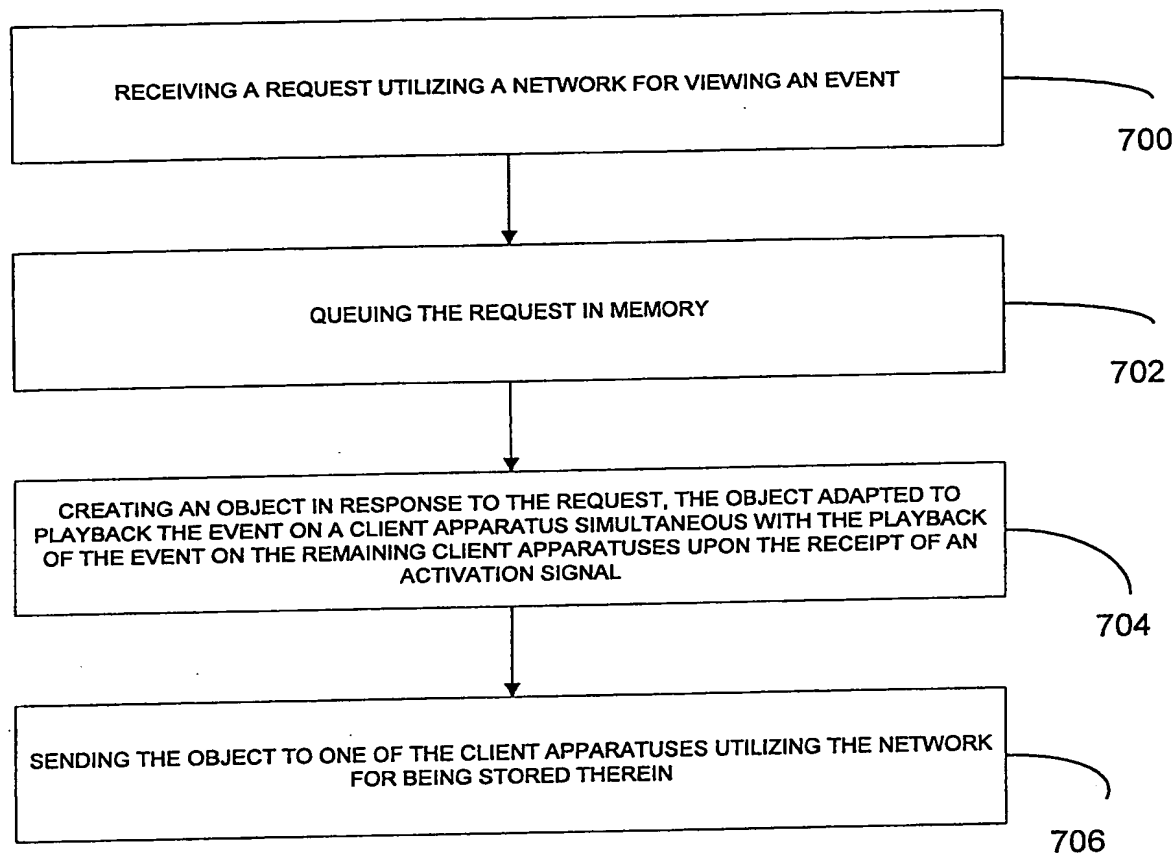 RECEIVING A REQUEST UTILIZING A NETWORK FOR VIEWING AN EVENT
700
QUEUING THE REQUEST IN MEMORY
702
CREATING AN OBJECT IN RESPONSE TO THE REQUEST, THE OBJECT ADAPTED TO
PLAYBACK THE EVENT ON A CLIENT APPARATUS SIMULTANEOUS WITH THE PLAYBACK
OF THE EVENT ON THE REMAINING CLIENT APPARATUSES UPON THE RECEIPT OF AN
ACTIVATION SIGNAL
704
SENDING THE OBJECT TO ONE OF THE CLIENT APPARATUSES UTILIZING THE NETWORK
FOR BEING STORED THEREIN
706